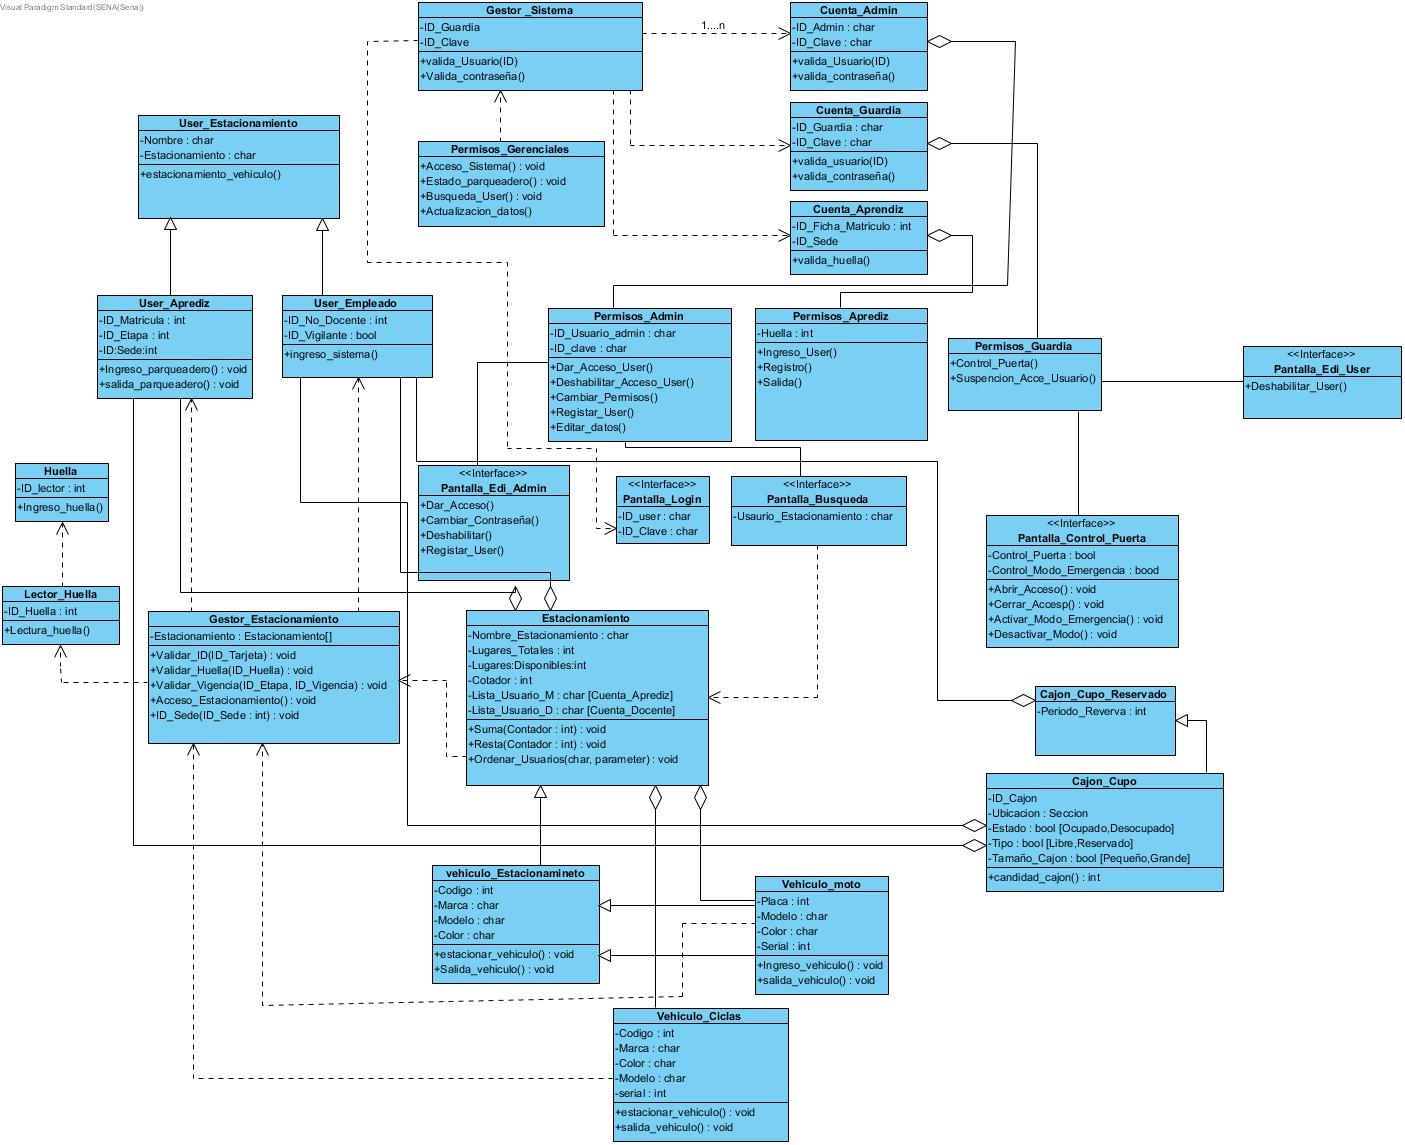 Visual Paradigm Standard(SENA(Sena))
Gestor _Sistema
-ID_Guardia
-ID_Clave
+valida_Usuario(ID)
+Valida_contraseña()
1....n
Cuenta_Admin
-ID_Admin : char
-ID_Clave : char
+valida_Usuario(ID)
+valida_contraseña()
Cuenta_Guardia
-ID_Guardia : char
-ID_Clave : char
+valida_usuario(ID)
+valida_contraseña()
User_Estacionamiento
-Nombre : char
-Estacionamiento : char
+estacionamiento_vehiculo()
Permisos_Gerenciales
+Acceso_Sistema() : void
+Estado_parqueadero() : void
+Busqueda_User() : void
+Actualizacion_datos()
Cuenta_Aprendiz
-ID_Ficha_Matriculo : int
-ID_Sede
+valida_huella()
User_Aprediz
-ID_Matricula : int
-ID_Etapa : int
-ID:Sede:int
+Ingreso_parqueadero() : void
+salida_parqueadero() : void
User_Empleado
-ID_No_Docente : int
-ID_Vigilante : bool
+ingreso_sistema()
Permisos_Admin
-ID_Usuario_admin : char
-ID_clave : char
+Dar_Acceso_User()
+Deshabilitar_Acceso_User()
+Cambiar_Permisos()
+Registar_User()
+Editar_datos()
Permisos_Aprediz
-Huella : int
+Ingreso_User()
+Registro()
+Salida()
Permisos_Guardia
+Control_Puerta()
+Suspencion_Acce_Usuario()
<<Interface>>
Pantalla_Edi_User
+Deshabilitar_User()
Huella
-ID_lector : int
+Ingreso_huella()
<<Interface>>
Pantalla_Edi_Admin
+Dar_Acceso()
+Cambiar_Contraseña()
+Deshabilitar()
+Registar_User()
<<Interface>>
Pantalla_Login
-ID_user : char
-ID_Clave : char
<<Interface>>
Pantalla_Busqueda
-Usaurio_Estacionamiento : char
<<Interface>>
Pantalla_Control_Puerta
-Control_Puerta : bool
-Control_Modo_Emergencia : bood
+Abrir_Acceso() : void
+Cerrar_Accesp() : void
+Activar_Modo_Emergencia() : void
+Desactivar_Modo() : void
Lector_Huella
-ID_Huella : int
+Lectura_huella()
Gestor_Estacionamiento
-Estacionamiento : Estacionamiento[]
+Validar_ID(ID_Tarjeta) : void
+Validar_Huella(ID_Huella) : void
+Validar_Vigencia(ID_Etapa, ID_Vigencia) : void
+Acceso_Estacionamiento() : void
+ID_Sede(ID_Sede : int) : void
Estacionamiento
-Nombre_Estacionamiento : char
-Lugares_Totales : int
-Lugares:Disponibles:int
-Cotador : int
-Lista_Usuario_M : char [Cuenta_Aprediz]
-Lista_Usuario_D : char [Cuenta_Docente]
+Suma(Contador : int) : void
+Resta(Contador : int) : void
+Ordenar_Usuarios(char, parameter) : void
Cajon_Cupo_Reservado
-Periodo_Reverva : int
Cajon_Cupo
-ID_Cajon
-Ubicacion : Seccion
-Estado : bool [Ocupado,Desocupado]
-Tipo : bool [Libre,Reservado]
-Tamaño_Cajon : bool [Pequeño,Grande]
+candidad_cajon() : int
vehiculo_Estacionamineto
-Codigo : int
-Marca : char
-Modelo : char
-Color : char
+estacionar_vehiculo() : void
+Salida_vehiculo() : void
Vehiculo_moto
-Placa : int
-Modelo : char
-Color : char
-Serial : int
+Ingreso_vehiculo() : void
+salida_vehiculo() : void
Vehiculo_Ciclas
-Codigo : int
-Marca : char
-Color : char
-Modelo : char
-serial : int
+estacionar_vehiculo() : void
+salida_vehiculo() : void